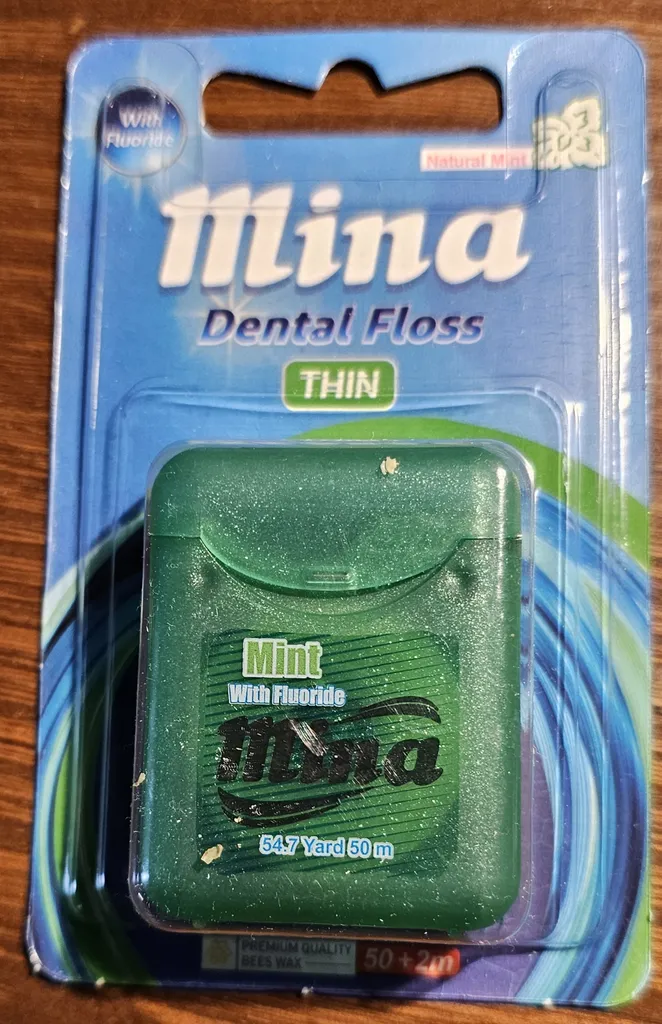 With
Fluoride
Natural Mint
Mina
Dental Floss
THIN
Mint
With Fluoride
Mina
54.7 Yard 50 m
PREMIUM QUALITY
BEES WAX
50 + 2m